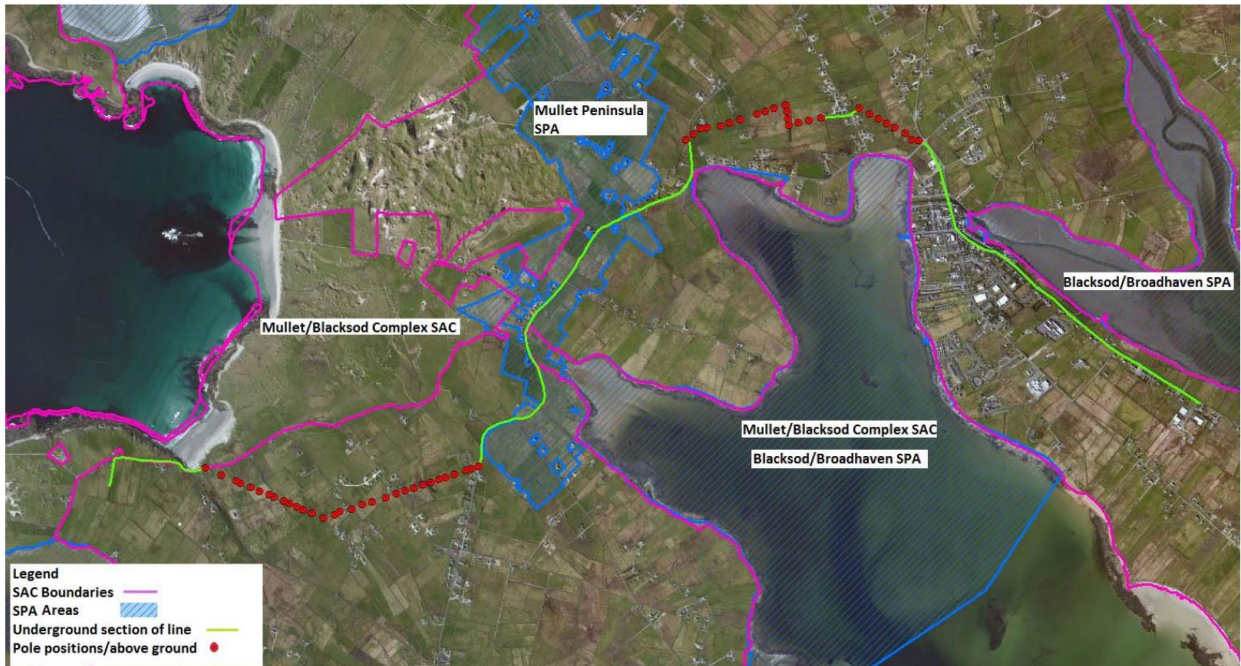 Mullet Peninsula
SPA
Blacksod/Broadhaven SPA
Mullet/Blacksod Complex SAC
Mullet/Blacksod Complex SAC
Blacksod/Broadhaven SPA
Legend
SAC Boundaries
SPA Areas
Underground section of line
Pole positions/above ground